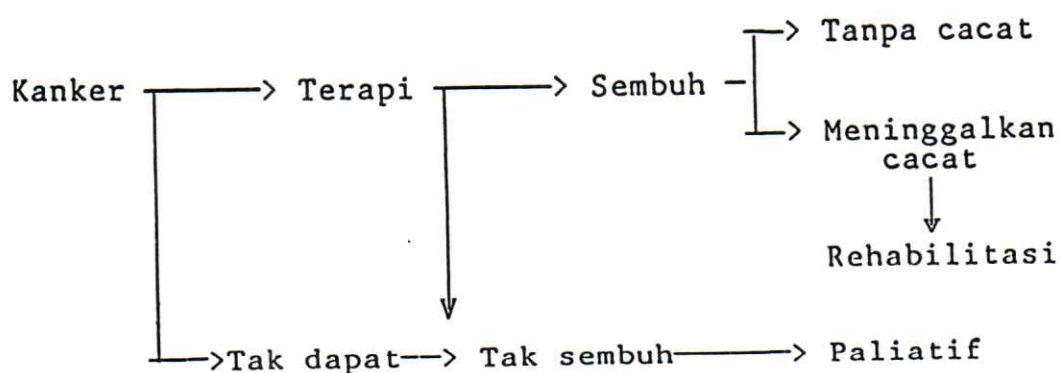 Tanpa cacat
Kanker Terapi Sembuh
Meninggalkan
cacat
Rehabilitasi
Tak dapat Tak sembuh Paliatif